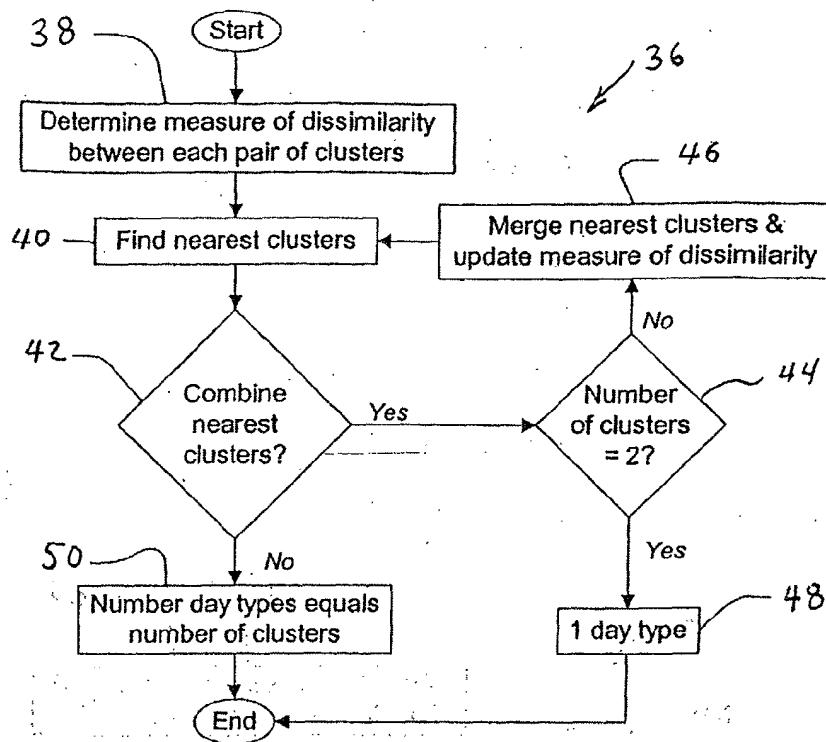 Start
38
36
Determine measure of dissimilarity
between each pair of clusters
46
40
Find nearest clusters
Merge nearest clusters &
update measure of dissimilarity
No
42
44
Combine
nearest
clusters?
Yes
Number
of clusters
= 2?
50
No
Yes
Number day types equals
number of clusters
1 day type
48
End